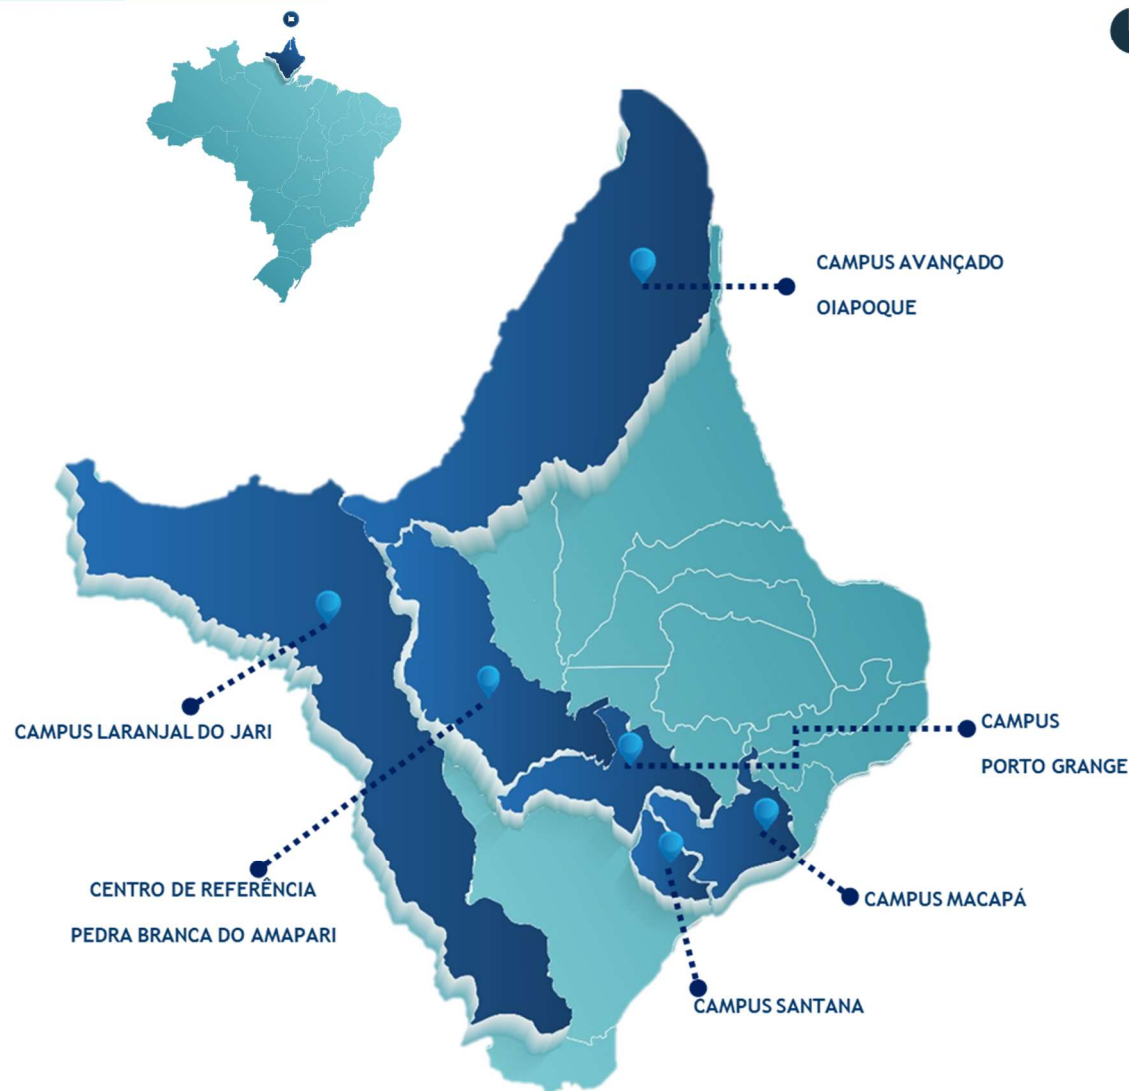 CAMPUS AVANÇADO
OIAPOQUE
CAMPUS LARANJAL DO JARI
CAMPUS
PORTO GRANGE
CENTRO DE REFERÊNCIA
PEDRA BRANCA DO AMAPARI
CAMPUS MACAPÁ
CAMPUS SANTANA